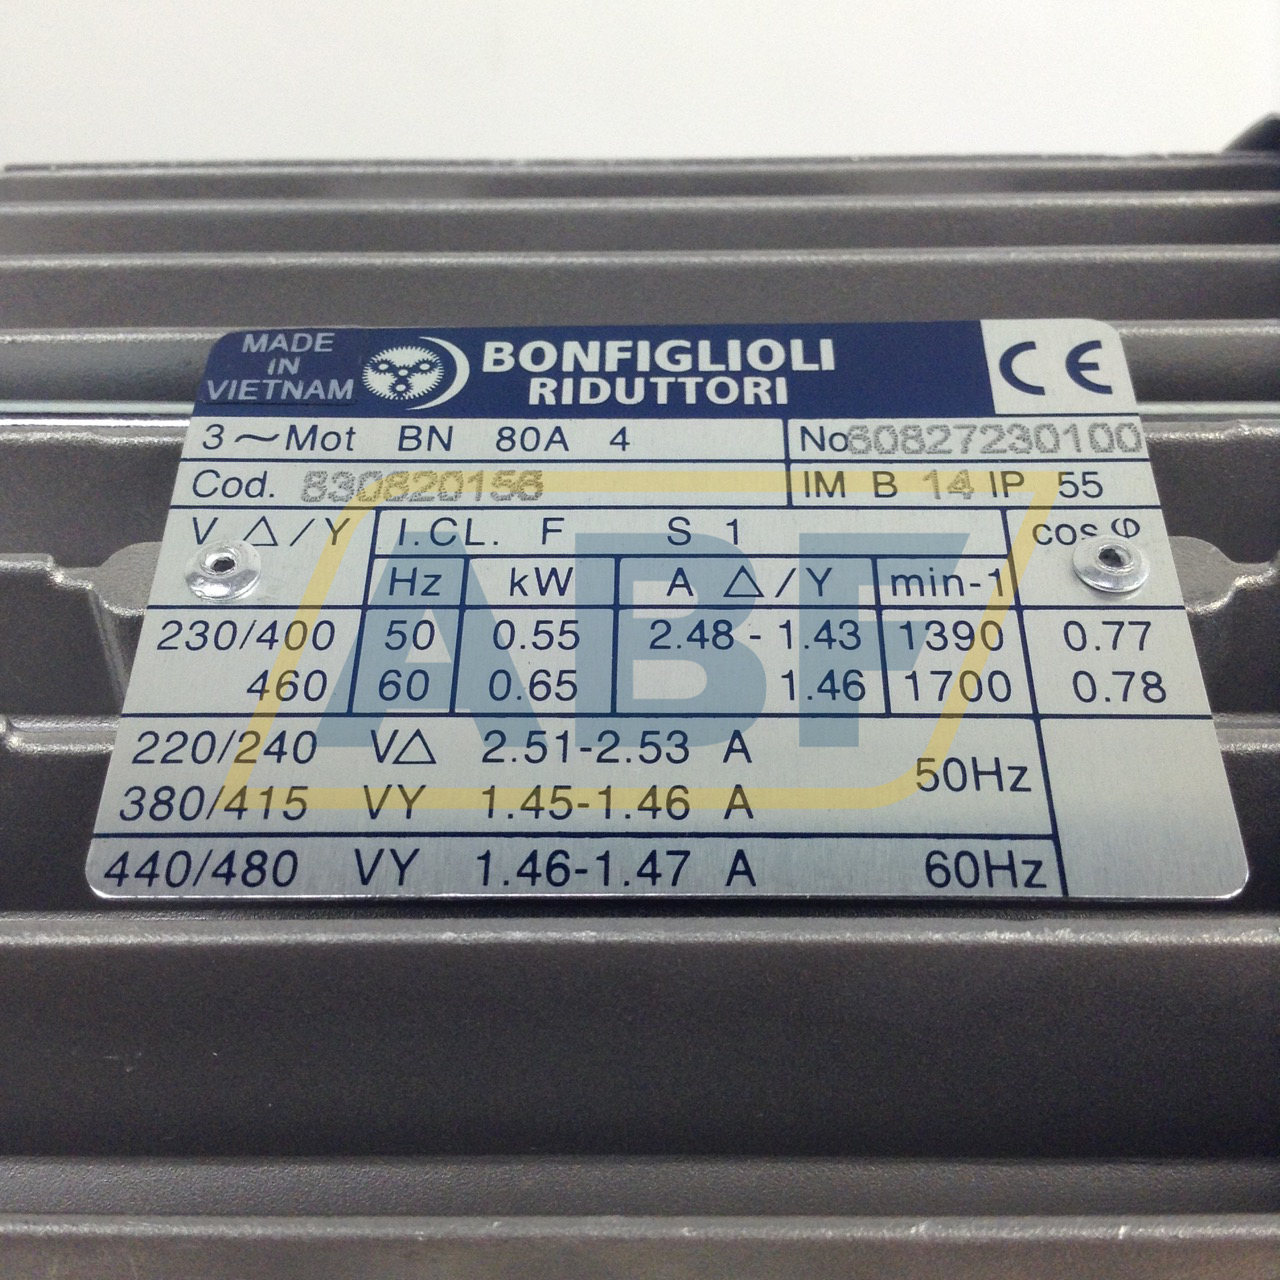 MADE IN VIETNAM
BONFIGLIOLI
RIDUTTORI
CE
3~Mot BN 80A 4
No 60827230100
Cod. 830820156
IM B 14 IP 55
V △/Y I.CL. F S 1 cos φ
Hz kW A △/Y min-1
230/400 50 0.55 2.48 - 1.43 1390 0.77
460 60 0.65 1.46 1700 0.78
220/240 V△ 2.51-2.53 A
50Hz
380/415 VY 1.45-1.46 A
440/480 VY 1.46-1.47 A 60Hz
ABF